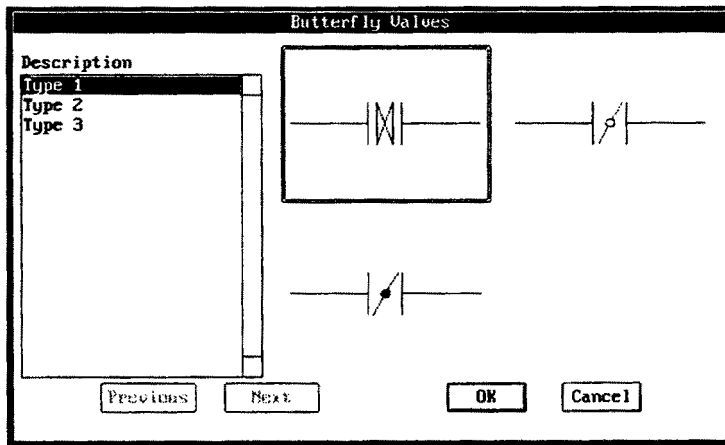 Butterfly Valves
Description
Type 1
Type 2
Type 3
Previous
Next
OK
Cancel